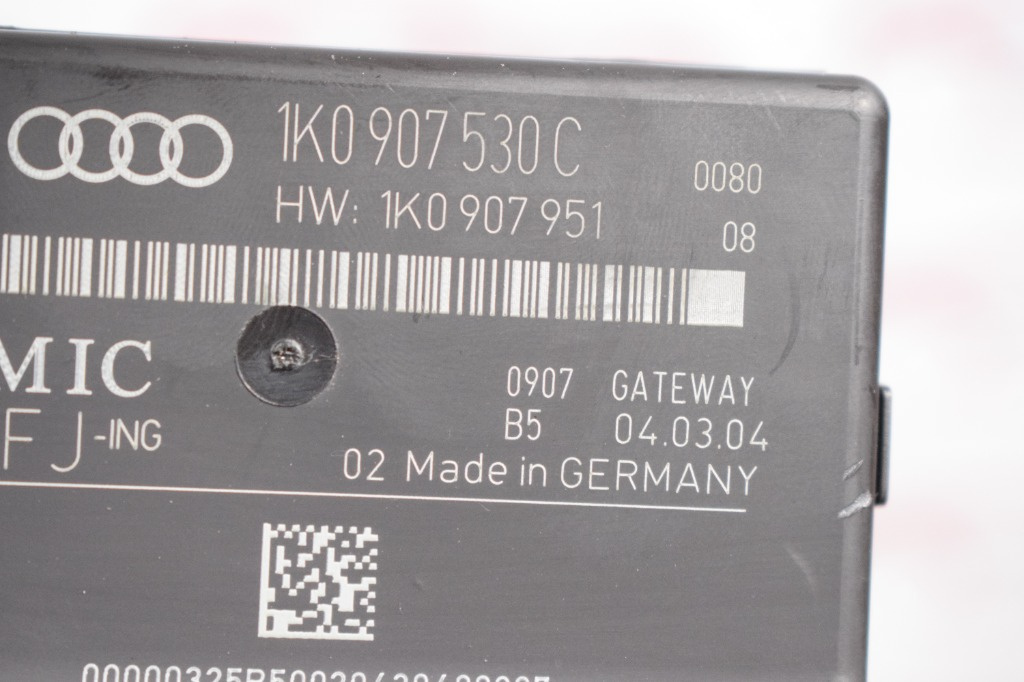 1K0 907 530 C
0080
HW: 1K0 907 951
08
MIC
0907 GATEWAY
FJ-ING
B5 04.03.04
02 Made in GERMANY